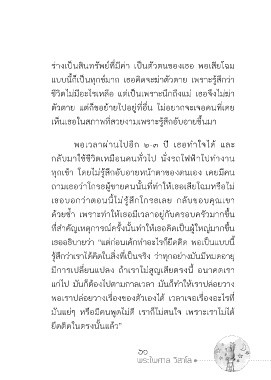 ร่างเป็นสินทรัพย์ที่มีค่า เป็นตัวตนของเธอ พอเสียโฉม
แบบนี้ก็เป็นทุกข์มาก เธอคิดจะฆ่าตัวตาย เพราะรู้สึกว่า
ชีวิตไม่มีอะไรเหลือ แต่เป็นเพราะนึกถึงแม่ เธอจึงไม่ฆ่า
ตัวตาย แต่ก็ขอย้ายไปอยู่ที่อื่น ไม่อยากจะเจอคนที่เคย
เห็นเธอในสภาพที่สวยงามเพราะรู้สึกอับอายขึ้นมา
พอเวลาผ่านไปอีก ๒-๓ ปี เธอทำใจได้ และ
กลับมาใช้ชีวิตเหมือนคนทั่วไป นั่งรถไฟฟ้าไปทำงาน
ทุกเช้า โดยไม่รู้สึกอับอายหน้าตาของตนเอง เคยมีคน
ถามเธอว่าโกรธผู้ชายคนนั้นที่ทำให้เธอเสียโฉมหรือไม่
เธอบอกว่าตอนนี้ไม่รู้สึกโกรธเลย กลับขอบคุณเขา
ด้วยซ้ำ เพราะทำให้เธอมีเวลาอยู่กับครอบครัวมากขึ้น
ที่สำคัญเหตุการณ์ครั้งนั้นทำให้เธอคิดเป็นผู้ใหญ่มากขึ้น
เธออธิบายว่า “แต่ก่อนเด้กทำอะไรก็ยึดติด พอเป็นแบบนี้
รู้สึกว่าเราได้คิดในสิ่งที่เป็นจริง ว่าทุกอย่างมันมีหมดอายุ
มีการเปลี่ยนแปลง ถ้าเราไม่สูญเสียตรงนี้ อนาคตเรา
แก่ไป มันก็ต้องไปตามกาลเวลา มันก็ทำให้เราปล่อยวาง
พอเราปล่อยวางเรื่องของตัวเองได้ เวลาเจอเรื่องอะไรที่
มันแย่ๆ หรือมีคนพูดไม่ดี เราก็ไม่สนใจ เพราะเราไม่ได้
ยึดติดในตรงนั้นแล้ว”
พระไพศาล วิสาโล